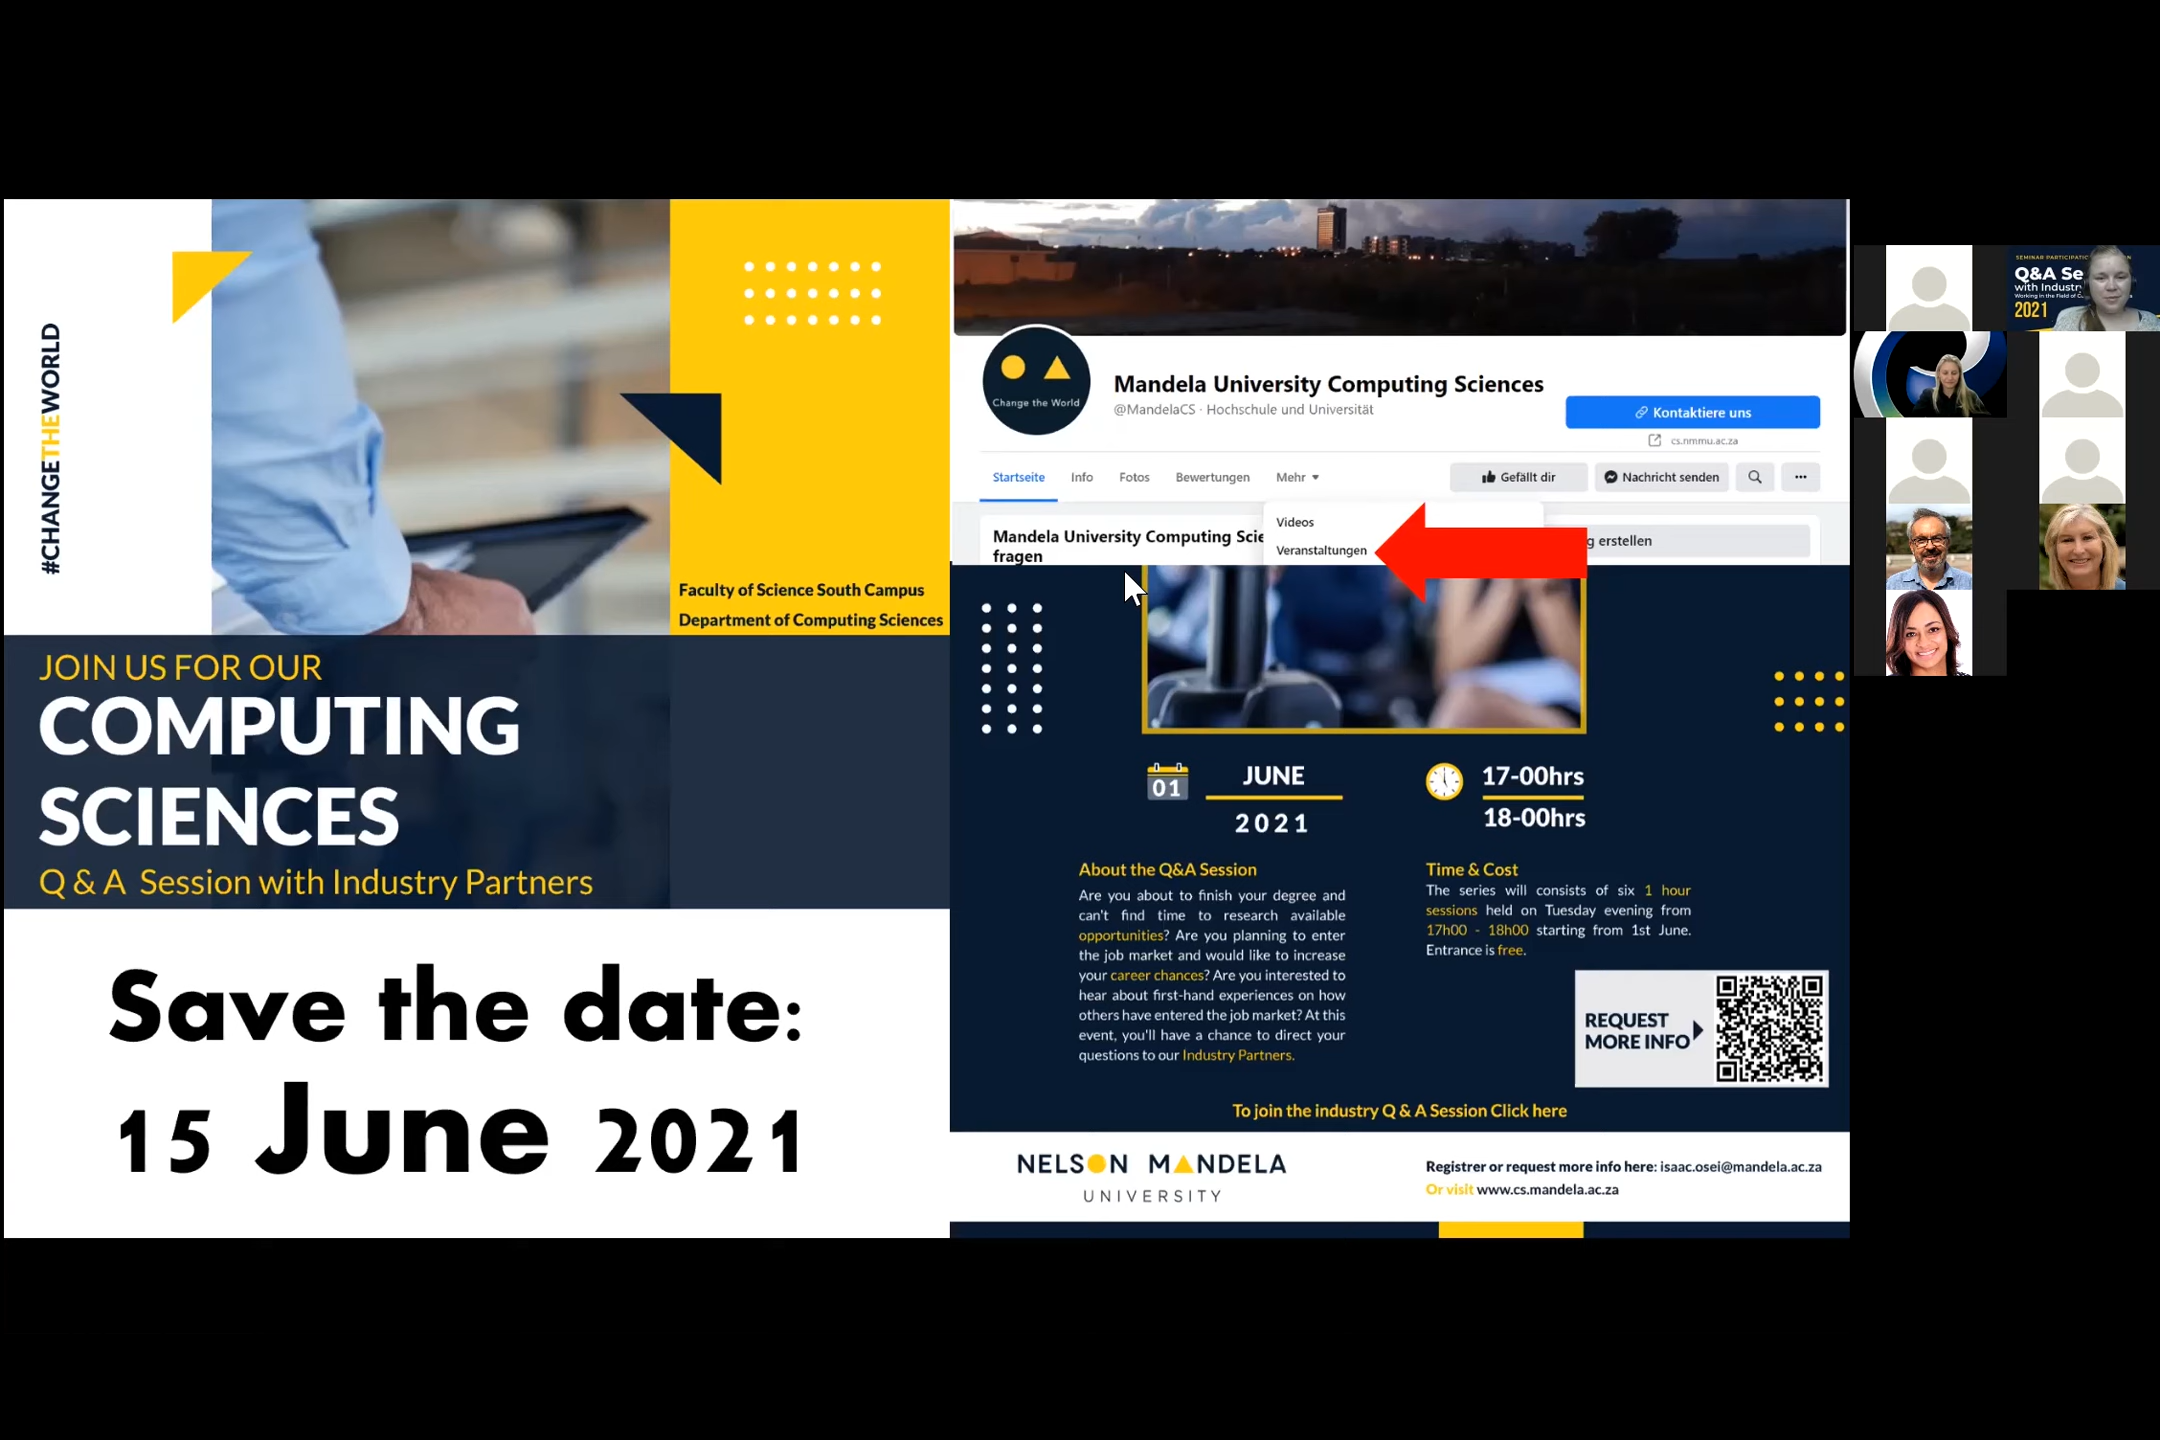 #CHANGETHEWORLD
Faculty of Science South Campus
Department of Computing Sciences
JOIN US FOR OUR
COMPUTING
SCIENCES
Q & A Session with Industry Partners
Save the date:
15 June 2021
Change the World
Mandela University Computing Sciences
@MandelaCS · Hochschule und Universität
Kontaktiere uns
cs.nmmu.ac.za
Startseite
Info
Fotos
Bewertungen
Mehr
Gefällt dir
Nachricht senden
Videos
Veranstaltungen
Mandela University Computing Scie
fragen
g erstellen
01
JUNE
2021
17-00hrs
18-00hrs
About the Q&A Session
Are you about to finish your degree and
can't find time to research available
opportunities? Are you planning to enter
the job market and would like to increase
your career chances? Are you interested to
hear about first-hand experiences on how
others have entered the job market? At this
event, you'll have a chance to direct your
questions to our Industry Partners.
Time & Cost
The series will consists of six 1 hour
sessions held on Tuesday evening from
17h00 - 18h00 starting from 1st June.
Entrance is free.
REQUEST
MORE INFO
To join the industry Q & A Session Click here
NELSON MANDELA
UNIVERSITY
Registrer or request more info here: isaac.osei@mandela.ac.za
Or visit www.cs.mandela.ac.za
SEMINAR
Q&A Se
with Industr
Working in the Field of
2021